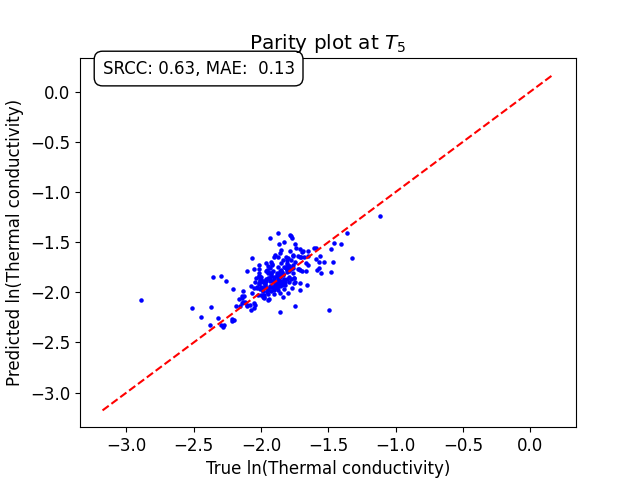 Parity plot at T₅
SRCC: 0.63, MAE:  0.13
Predicted ln(Thermal conductivity)
0.0
−0.5
−1.0
−1.5
−2.0
−2.5
−3.0
−3.0 −2.5 −2.0 −1.5 −1.0 −0.5 0.0
True ln(Thermal conductivity)